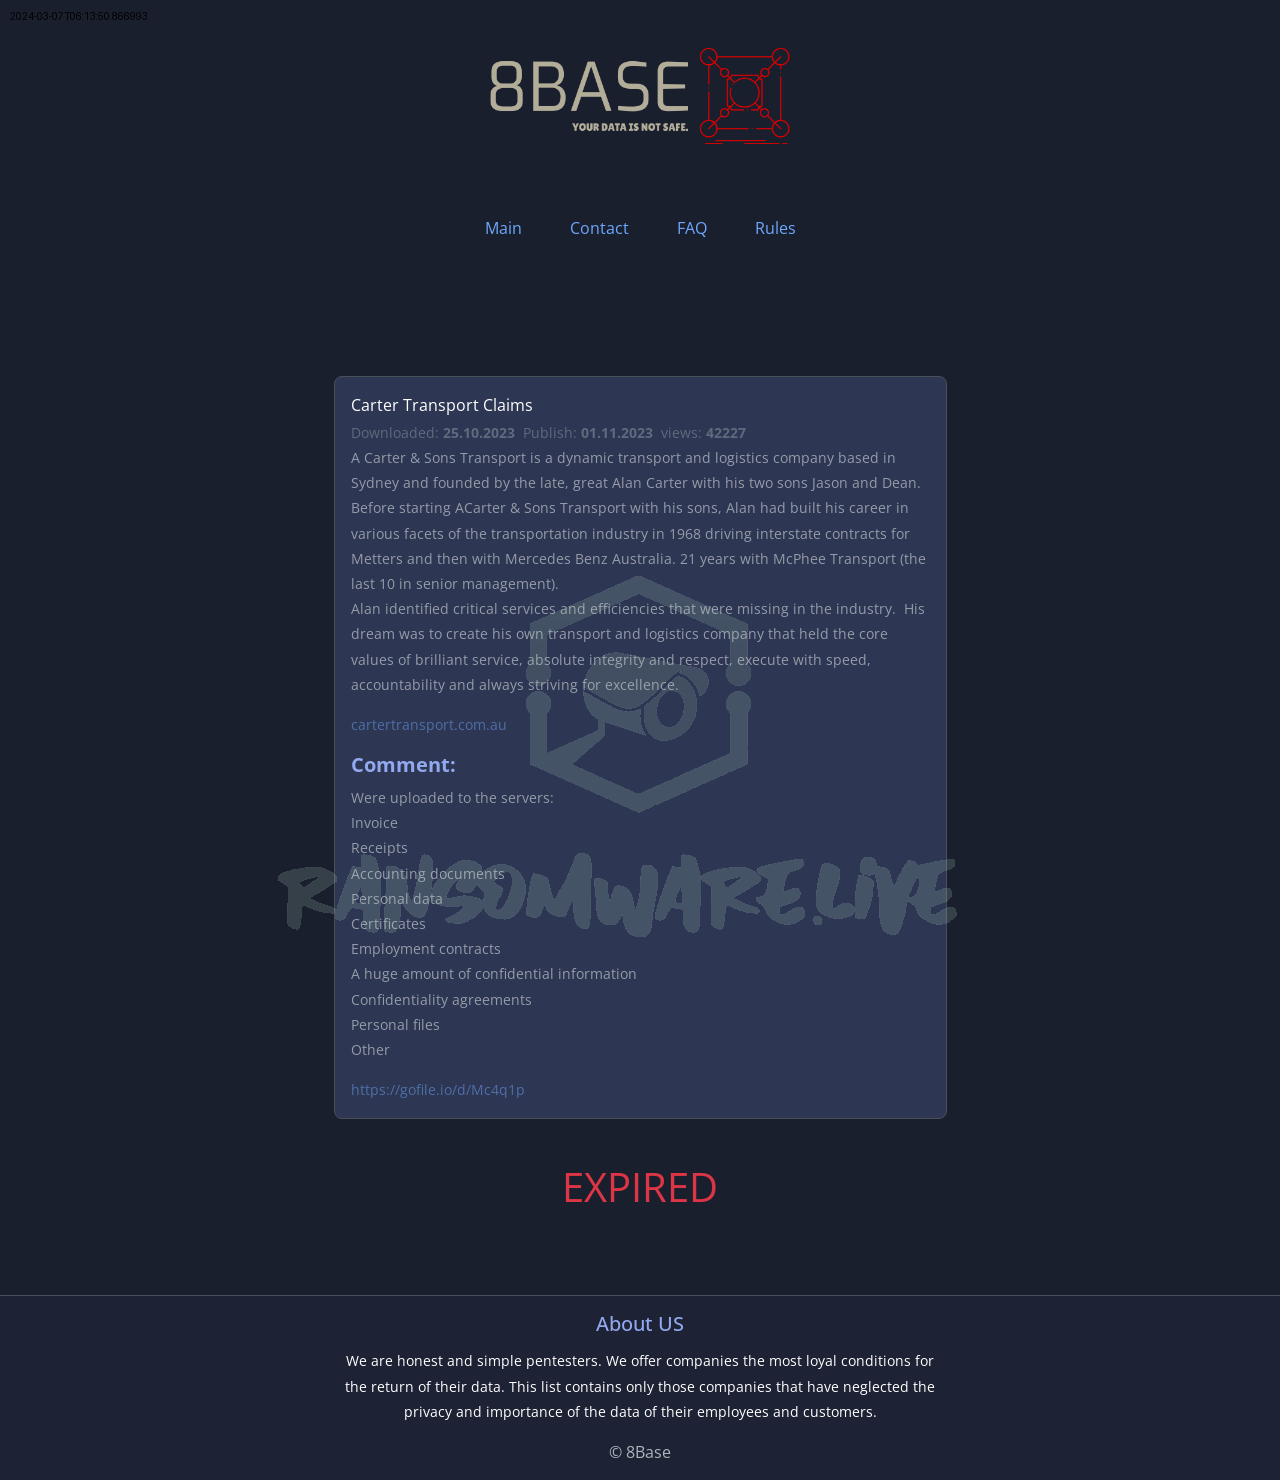 2024-03-07T06:13:50.866993
8BASE
YOUR DATA IS NOT SAFE.
Main Contact FAQ Rules
Carter Transport Claims
Downloaded: 25.10.2023 Publish: 01.11.2023 views: 42227
A Carter & Sons Transport is a dynamic transport and logistics company based in
Sydney and founded by the late, great Alan Carter with his two sons Jason and Dean.
Before starting ACarter & Sons Transport with his sons, Alan had built his career in
various facets of the transportation industry in 1968 driving interstate contracts for
Metters and then with Mercedes Benz Australia. 21 years with McPhee Transport (the
last 10 in senior management).
Alan identified critical services and efficiencies that were missing in the industry.  His
dream was to create his own transport and logistics company that held the core
values of brilliant service, absolute integrity and respect, execute with speed,
accountability and always striving for excellence.
cartertransport.com.au
Comment:
Were uploaded to the servers:
Invoice
Receipts
Accounting documents
Personal data
Certificates
Employment contracts
A huge amount of confidential information
Confidentiality agreements
Personal files
Other
https://gofile.io/d/Mc4q1p
RANSOMWARE.LIVE
EXPIRED
About US
We are honest and simple pentesters. We offer companies the most loyal conditions for
the return of their data. This list contains only those companies that have neglected the
privacy and importance of the data of their employees and customers.
© 8Base